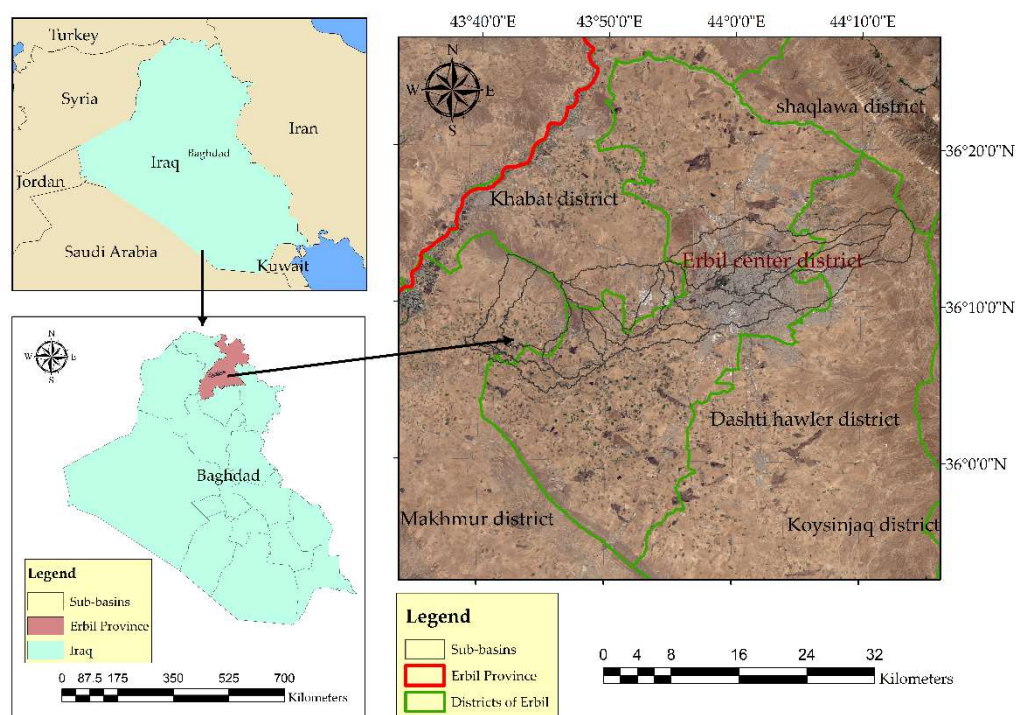 Turkey
Syria
Iran
Iraq
Baghdad
Jordan
Saudi Arabia
Kuwait
N
W
E
S
Baghdad
Legend
Sub-basins
Erbil Province
Iraq
0 87.5 175 350 525 700
Kilometers
43°40'0"E 43°50'0"E 44°0'0"E 44°10'0"E
N
W
E
S
shaqlawa district
36°20'0"N
Khabat district
Erbil center district
36°10'0"N
Dashti hawler district
36°0'0"N
Makhmur district
Koysinjaq district
Legend
Sub-basins
Erbil Province
Districts of Erbil
0 4 8 16 24 32
Kilometers